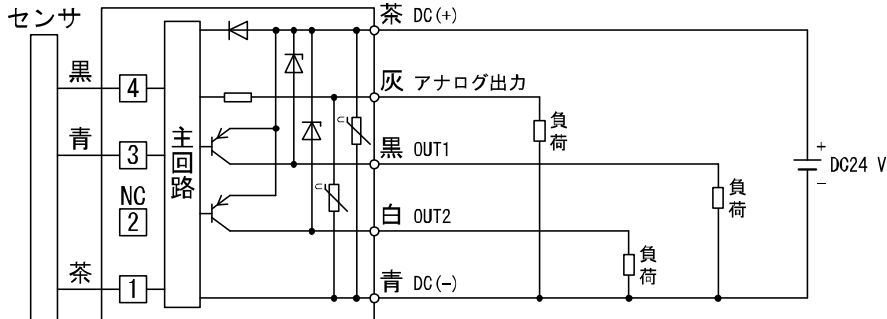 センサ
茶 DC(+)
黒
4
灰 アナログ出力
青
3
主回路
負荷
黒 OUT1
+
DC24 V
−
NC
2
負荷
白 OUT2
負荷
茶
1
青 DC(-)